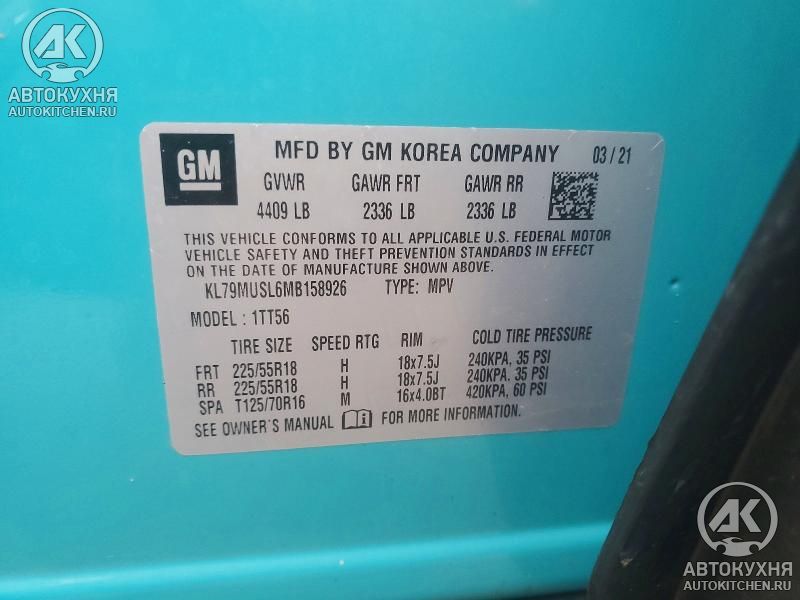 AK
АВТОКУХНЯ
AUTOKITCHEN.RU
GM MFD BY GM KOREA COMPANY 03/21
GVWR GAWR FRT GAWR RR
4409 LB 2336 LB 2336 LB
THIS VEHICLE CONFORMS TO ALL APPLICABLE U.S. FEDERAL MOTOR
VEHICLE SAFETY AND THEFT PREVENTION STANDARDS IN EFFECT
ON THE DATE OF MANUFACTURE SHOWN ABOVE.
KL79MUSL6MB158926 TYPE: MPV
MODEL : 1TT56
TIRE SIZE SPEED RTG RIM COLD TIRE PRESSURE
FRT 225/55R18 H 18x7.5J 240KPA, 35 PSI
RR 225/55R18 H 18x7.5J 240KPA, 35 PSI
SPA T125/70R16 M 16x4.0BT 420KPA, 60 PSI
SEE OWNER'S MANUAL FOR MORE INFORMATION.
AK
АВТОКУХНЯ
AUTOKITCHEN.RU